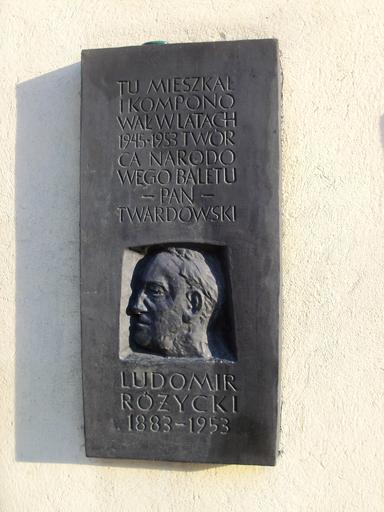 TU MIESZKAŁ
I KOMPONO
WAŁ W LATACH
1945-1953 TWÓR
CA NARODO
WEGO BALETU
— PAN —
TWARDOWSKI
LUDOMIR
RÓŻYCKI
1883-1953